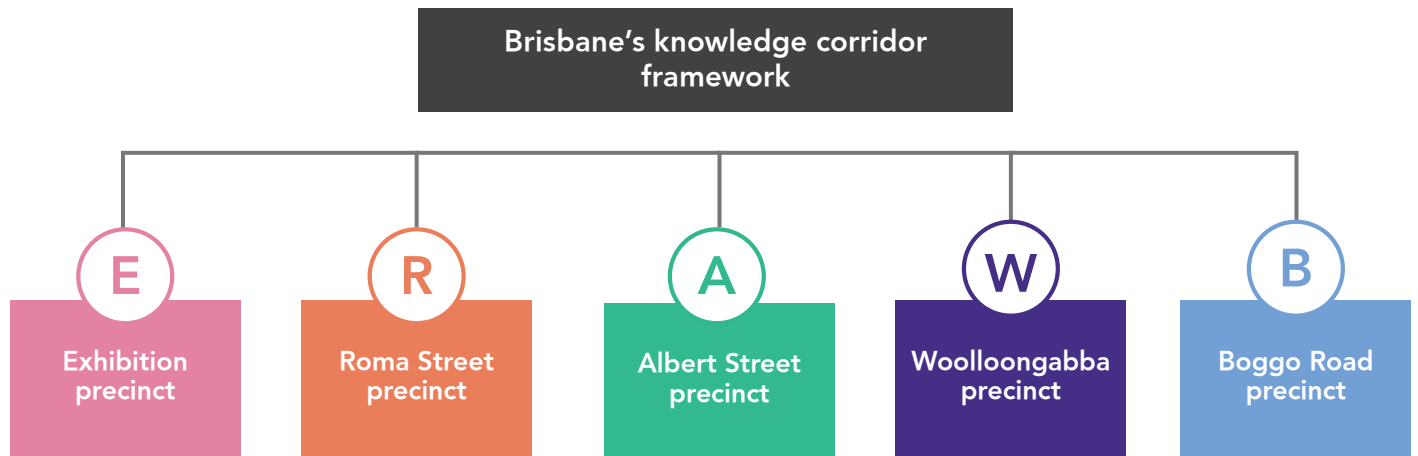 Brisbane’s knowledge corridor
framework
E
R
A
W
B
Exhibition
precinct
Roma Street
precinct
Albert Street
precinct
Woolloongabba
precinct
Boggo Road
precinct